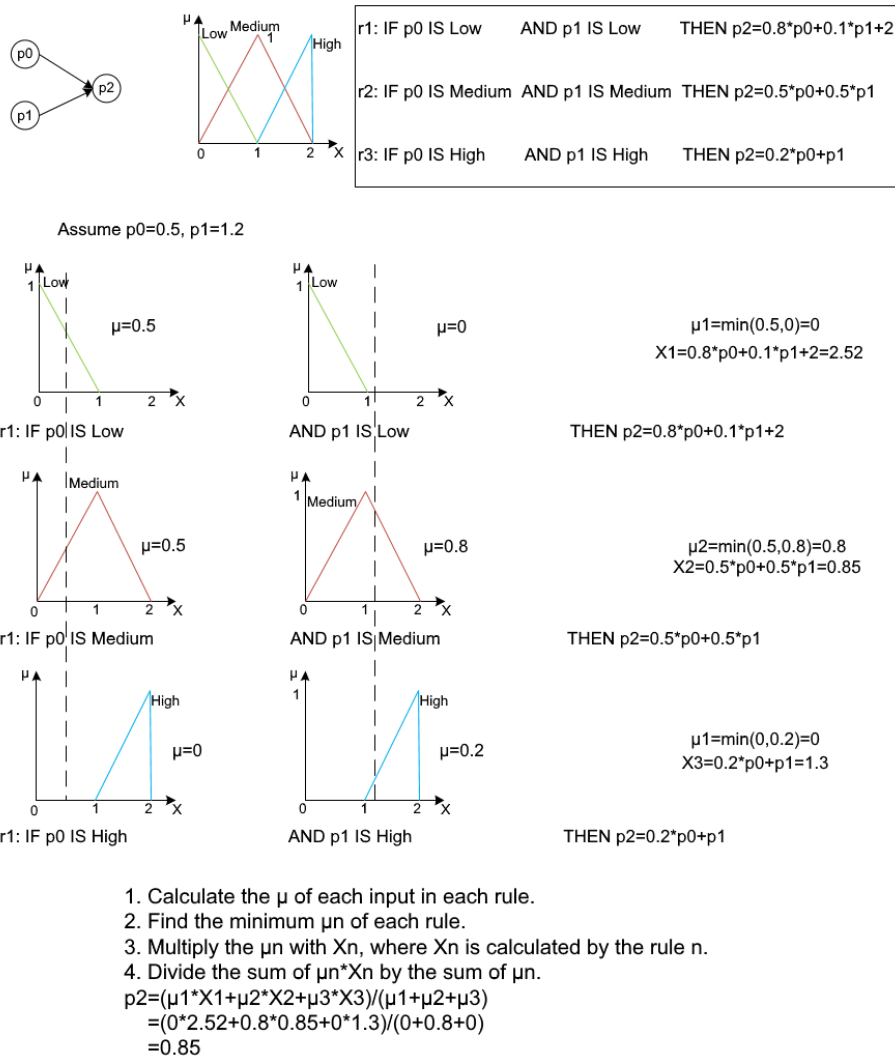 p0
p1
p2
μ
Low
Medium
1
High
0
1
2
X
r1: IF p0 IS Low AND p1 IS Low THEN p2=0.8*p0+0.1*p1+2
r2: IF p0 IS Medium AND p1 IS Medium THEN p2=0.5*p0+0.5*p1
r3: IF p0 IS High AND p1 IS High THEN p2=0.2*p0+p1
Assume p0=0.5, p1=1.2
μ
1
Low
μ=0.5
0
1
2
X
μ
1
Low
μ=0
0
1
2
X
μ1=min(0.5,0)=0
X1=0.8*p0+0.1*p1+2=2.52
r1: IF p0 IS Low AND p1 IS Low THEN p2=0.8*p0+0.1*p1+2
μ
Medium
μ=0.5
0
1
2
X
μ
1
Medium
μ=0.8
0
1
2
X
μ2=min(0.5,0.8)=0.8
X2=0.5*p0+0.5*p1=0.85
r1: IF p0 IS Medium AND p1 IS Medium THEN p2=0.5*p0+0.5*p1
μ
High
μ=0
0
1
2
X
μ
1
High
μ=0.2
0
1
2
X
μ1=min(0,0.2)=0
X3=0.2*p0+p1=1.3
r1: IF p0 IS High AND p1 IS High THEN p2=0.2*p0+p1
1. Calculate the μ of each input in each rule.
2. Find the minimum μn of each rule.
3. Multiply the μn with Xn, where Xn is calculated by the rule n.
4. Divide the sum of μn*Xn by the sum of μn.
p2=(μ1*X1+μ2*X2+μ3*X3)/(μ1+μ2+μ3)
=(0*2.52+0.8*0.85+0*1.3)/(0+0.8+0)
=0.85